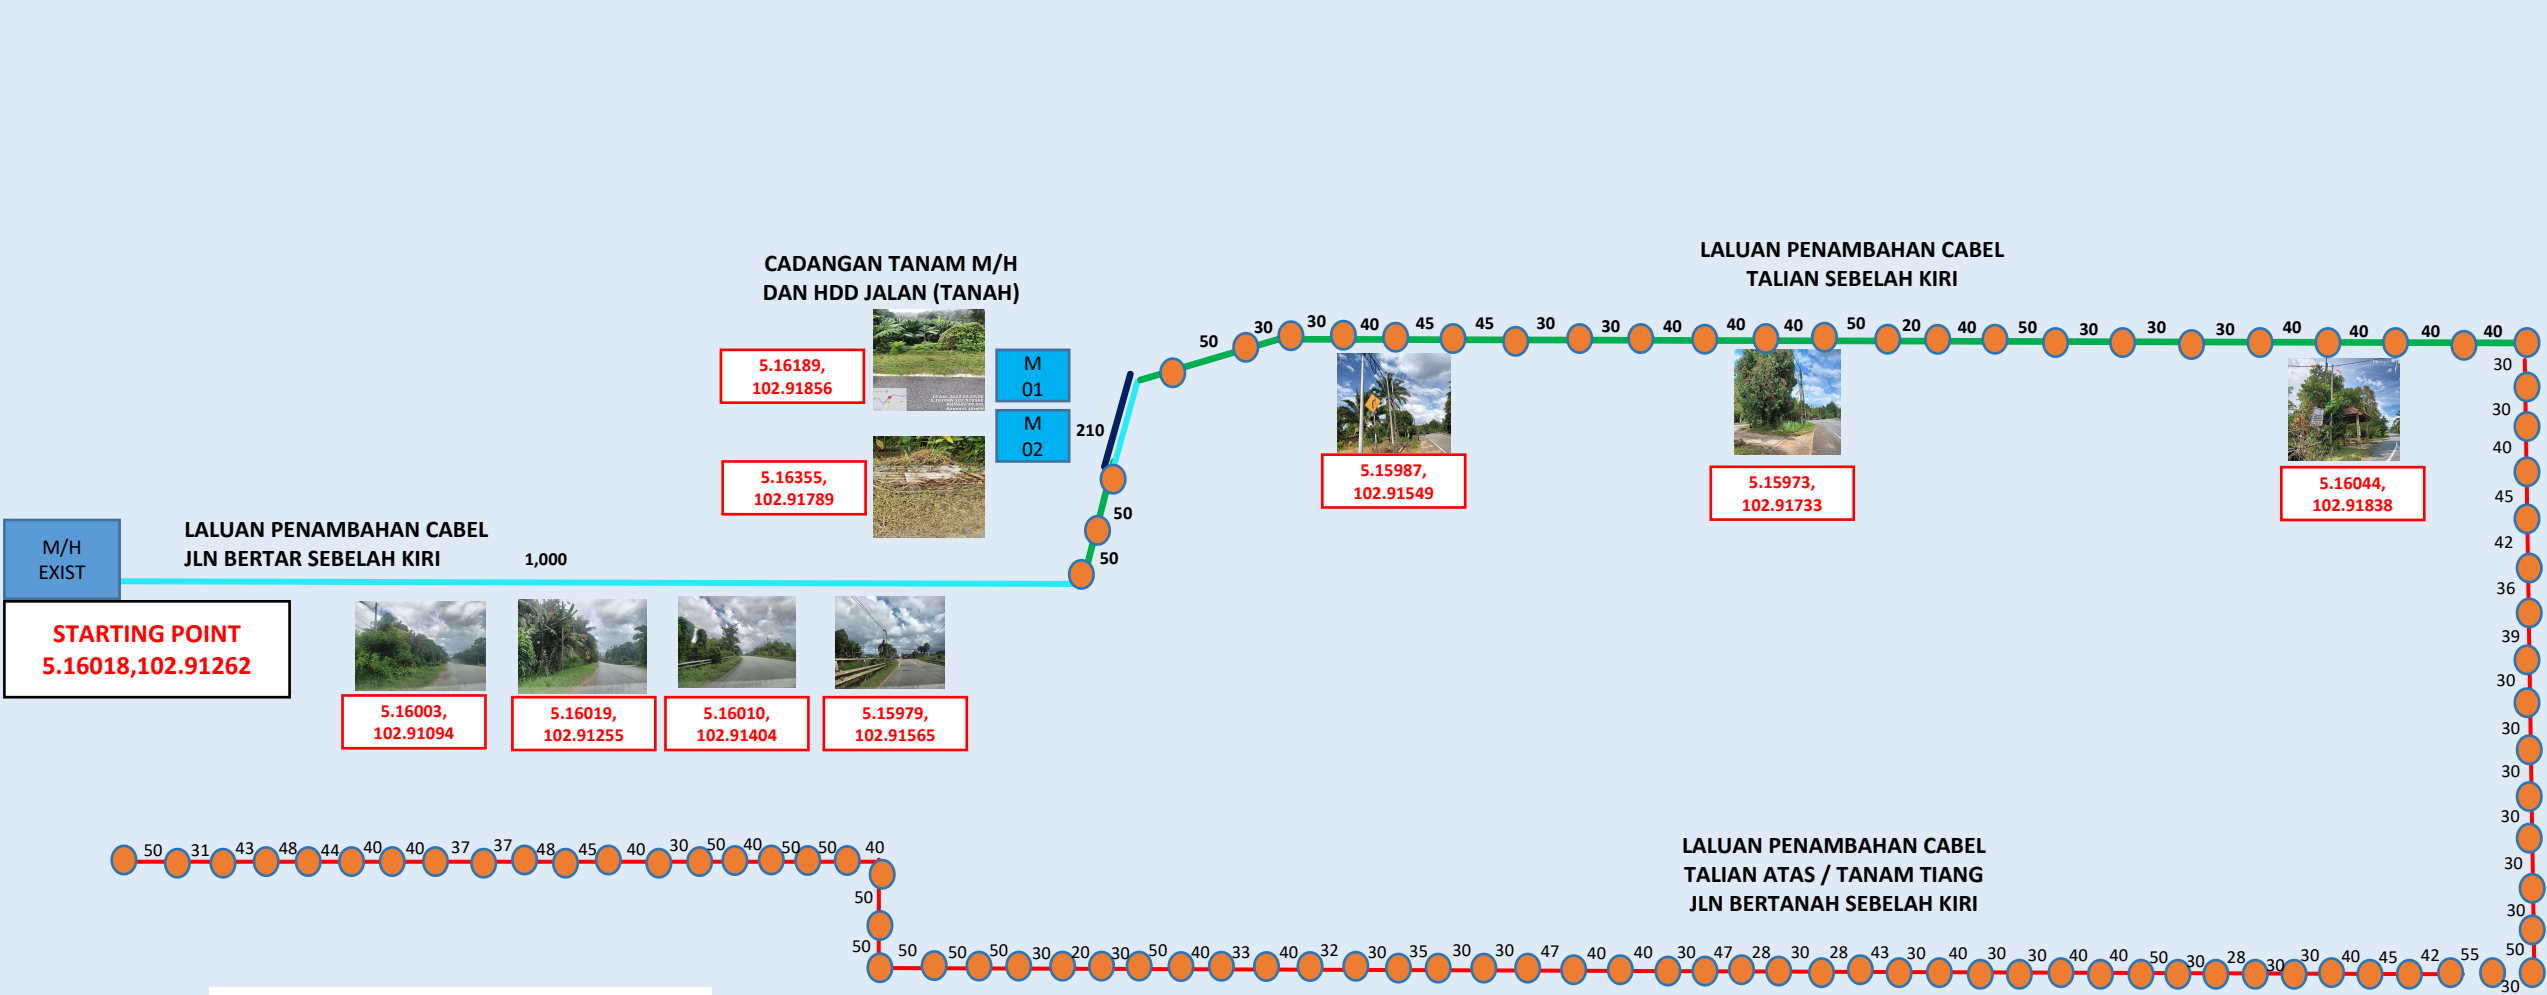 CADANGAN TANAM M/H
DAN HDD JALAN (TANAH)
5.16189,
102.91856
M
01
M
02
210
5.16355,
102.91789
LALUAN PENAMBAHAN CABEL
TALIAN SEBELAH KIRI
50 30 30 40 45 45 30 30 40 40 40 50 20 40 50 30 30 30 40 40 40 40
5.15987,
102.91549
5.15973,
102.91733
5.16044,
102.91838
M/H
EXIST
LALUAN PENAMBAHAN CABEL
JLN BERTAR SEBELAH KIRI
1,000
50
50
STARTING POINT
5.16018,102.91262
5.16003,
102.91094
5.16019,
102.91255
5.16010,
102.91404
5.15979,
102.91565
30
30
40
45
42
36
39
30
30
30
30
30
30
50
30
LALUAN PENAMBAHAN CABEL
TALIAN ATAS / TANAM TIANG
JLN BERTANAH SEBELAH KIRI
50 31 43 48 44 40 40 37 37 48 45 40 30 50 40 50 50 40
50
50
50 50 50 30 20 30 50 40 33 40 32 30 35 30 30 47 40 40 30 47 28 30 28 43 30 40 30 30 40 40 50 30 28 30 30 40 45 42 55